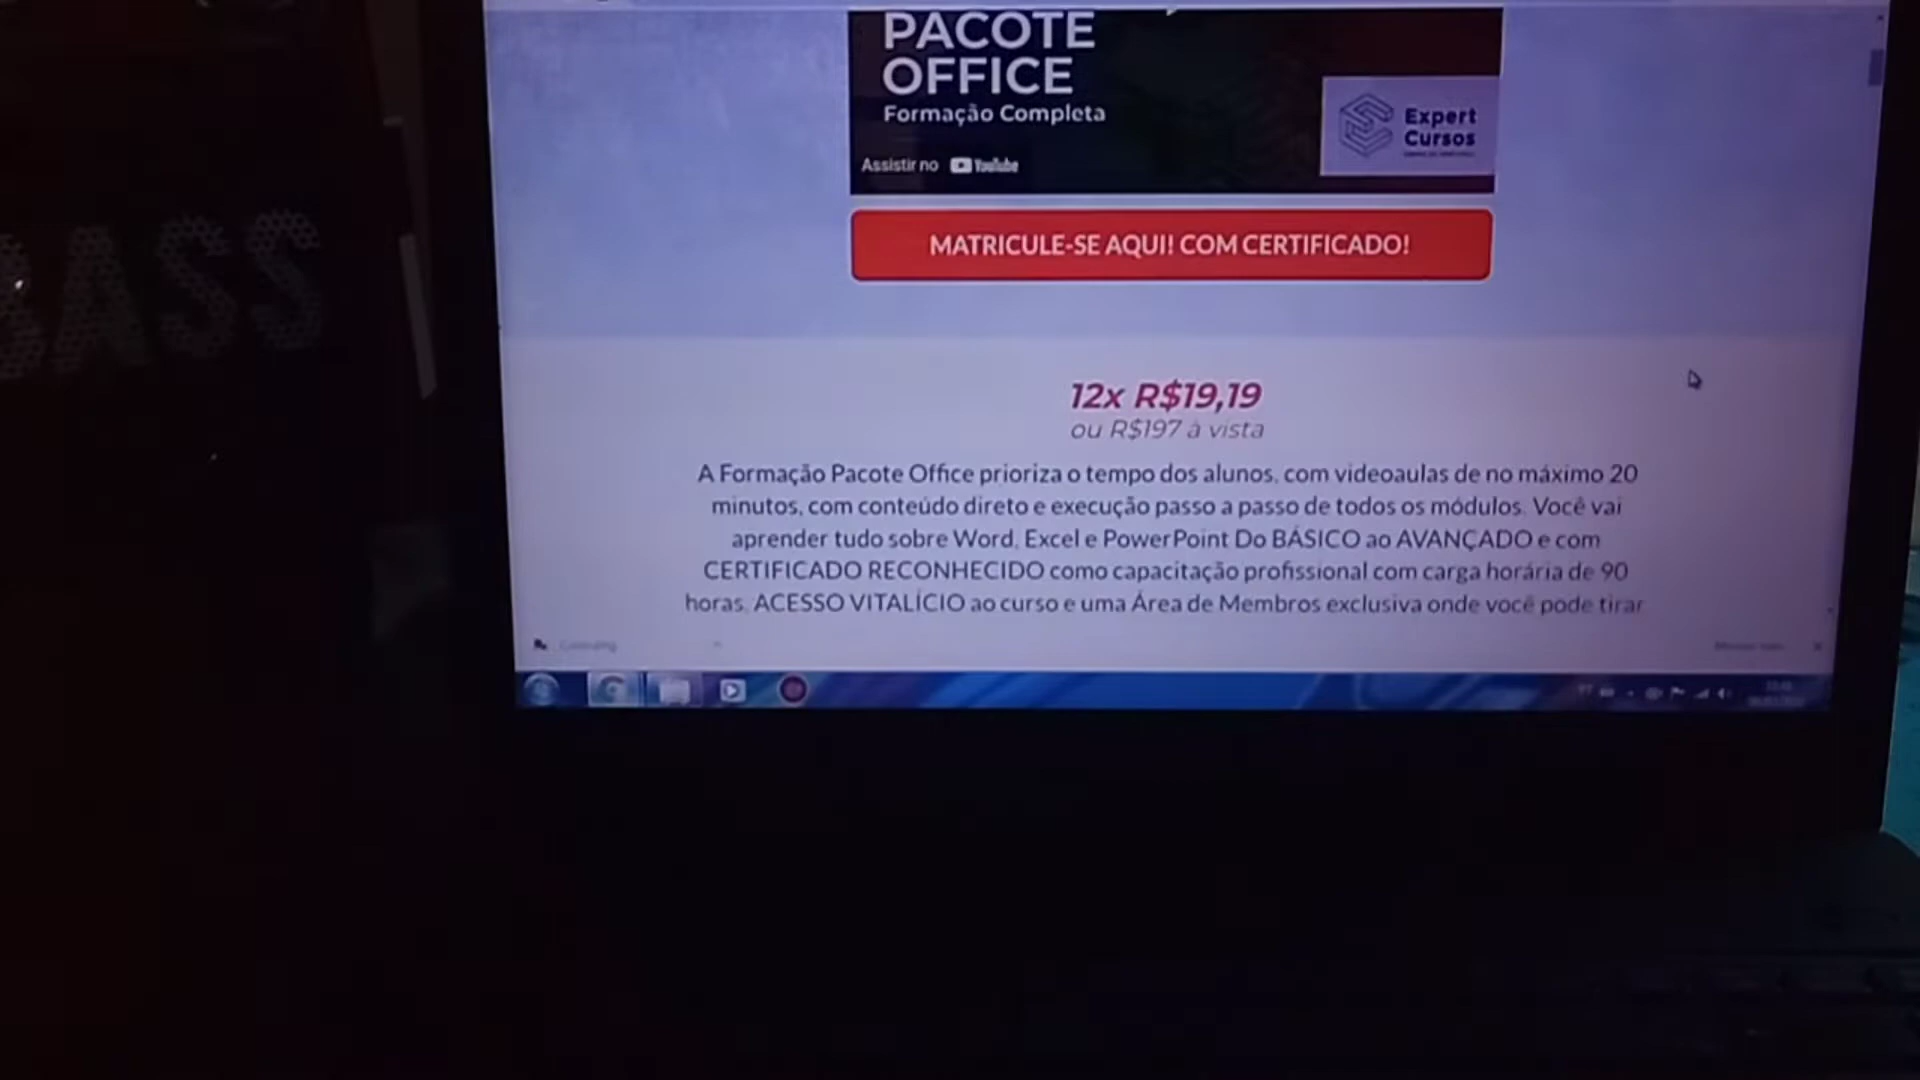 PACOTE
OFFICE
Formação Completa
Assistir no YouTube
Expert
Cursos
MATRICULE-SE AQUI! COM CERTIFICADO!
12x R$19,19
ou R$197 à vista
A Formação Pacote Office prioriza o tempo dos alunos, com videoaulas de no máximo 20
minutos, com conteúdo direto e execução passo a passo de todos os módulos. Você vai
aprender tudo sobre Word, Excel e PowerPoint Do BÁSICO ao AVANÇADO e com
CERTIFICADO RECONHECIDO como capacitação profissional com carga horária de 90
horas. ACESSO VITALÍCIO ao curso e uma Área de Membros exclusiva onde você pode tirar
BASS
PT